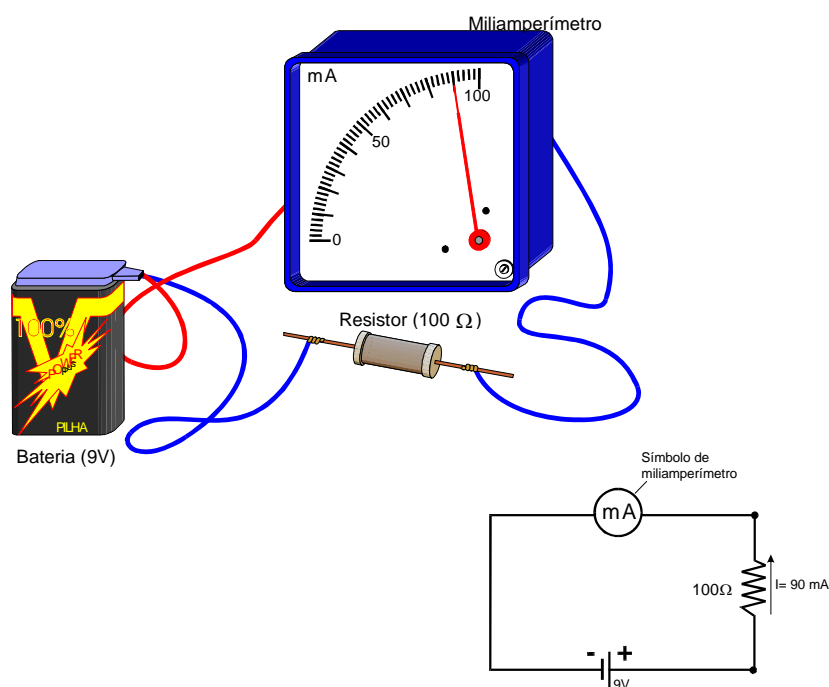 Miliamperímetro
mA
100
50
0
Resistor (100 Ω)
100%
POWER
PLUS
PILHA
Bateria (9V)
Símbolo de
miliamperímetro
mA
100Ω
I= 90 mA
- +
9V